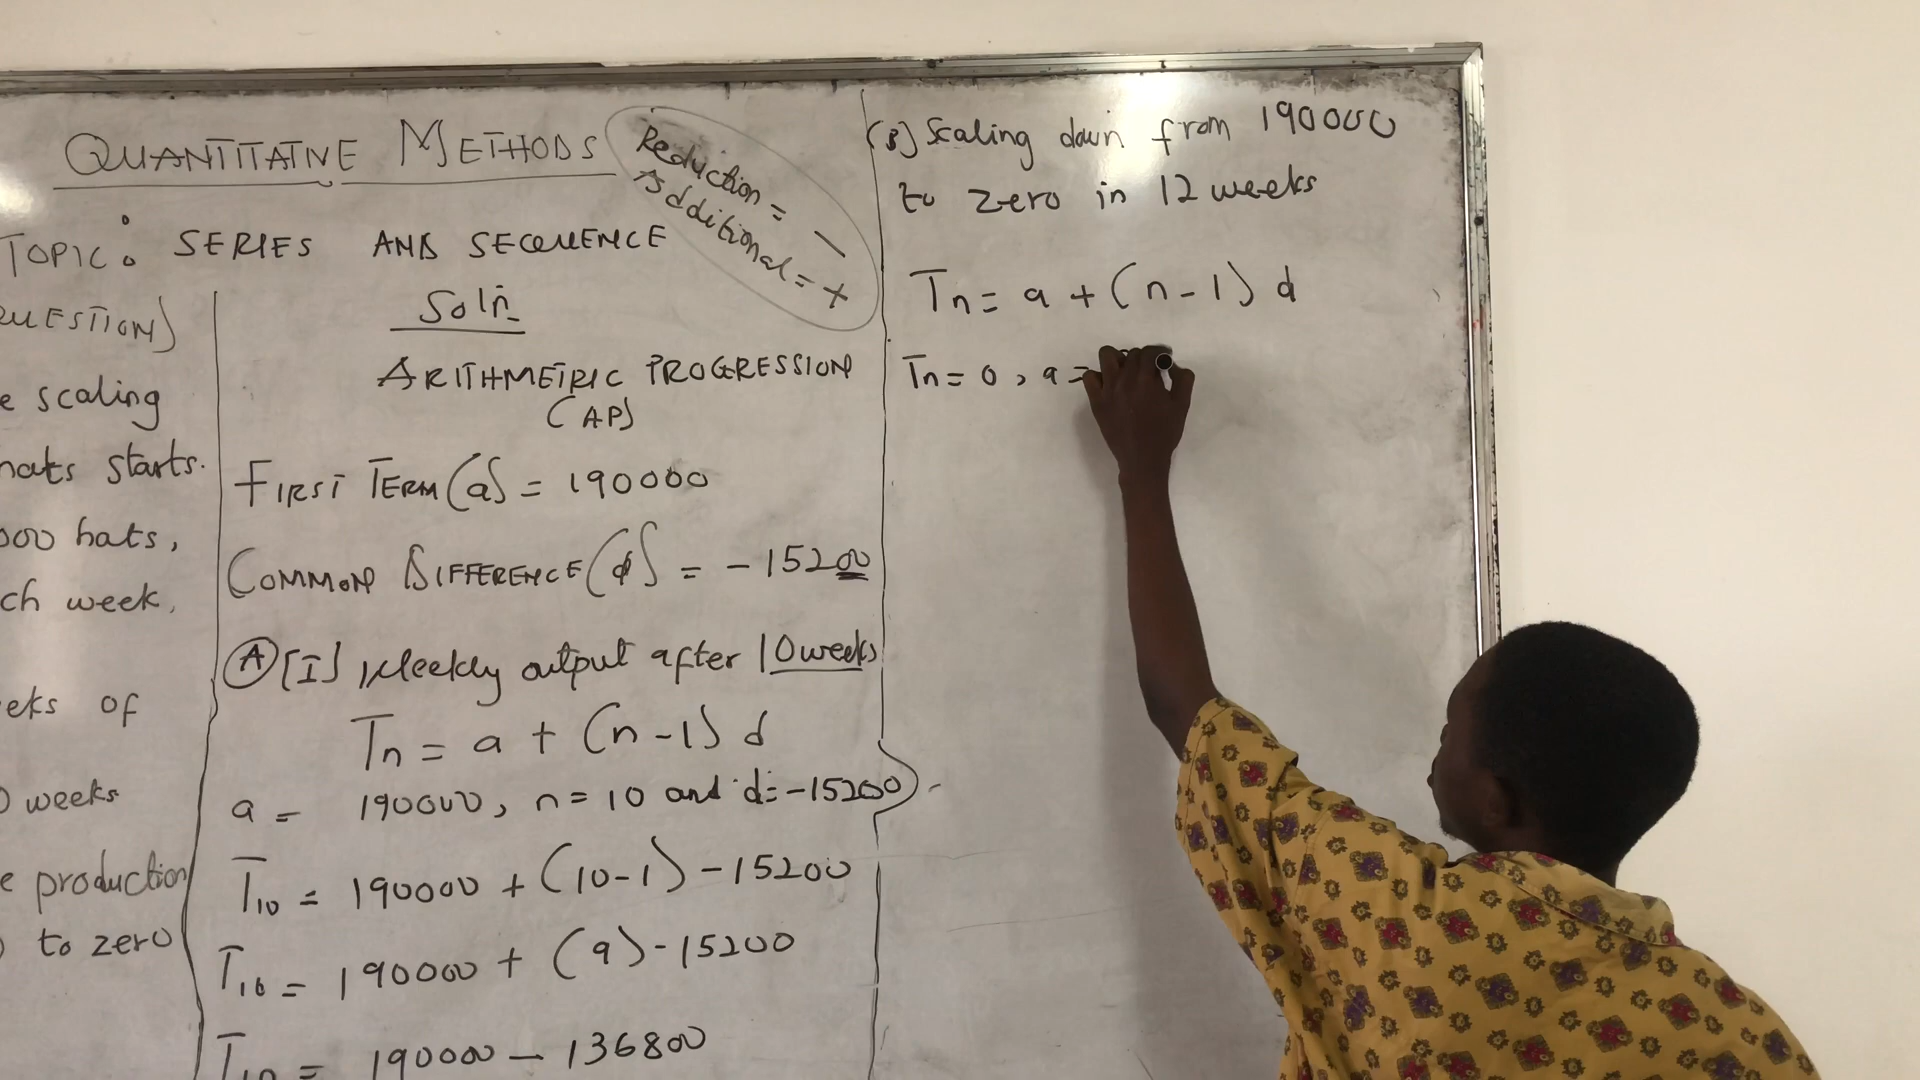 QUANTITATIVE METHODS
Reduction = -
Additional = +
TOPIC: SERIES AND SEQUENCE
QUESTION)
e scaling
hats starts.
000 hats,
ch week,
eks of
0 weeks
e production
to zero
Soln
ARITHMETRIC PROGRESSION
(AP)
FIRST TERM (a) = 190000
COMMON DIFFERENCE (d) = -15200
(A) [I] Weekly output after 10 weeks
Tn = a + (n-1) d
a = 190000, n = 10 and d = -15200
T10 = 190000 + (10-1) -15200
T10 = 190000 + (9) -15200
T10 = 190000 - 136800
(B) Scaling down from 190000
to zero in 12 weeks
Tn = a + (n-1) d
Tn = 0, a =